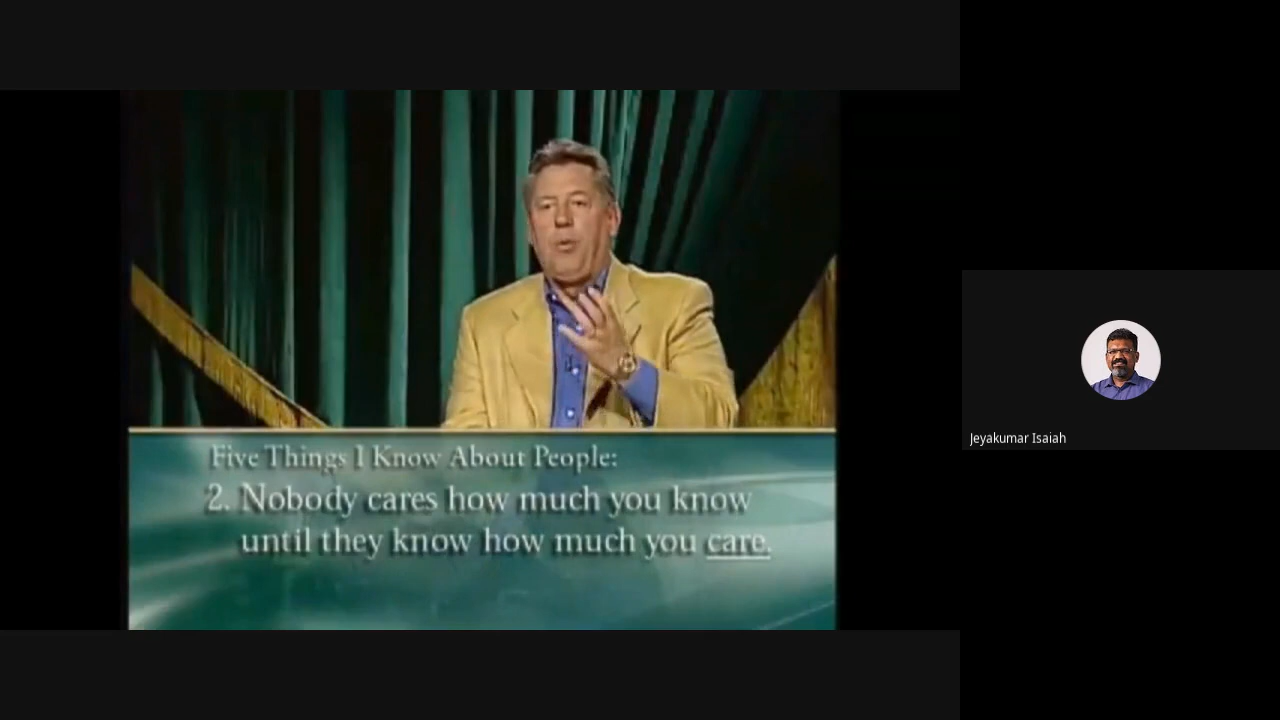 Five Things I Know About People:
2. Nobody cares how much you know
until they know how much you care.
Jeyakumar Isaiah